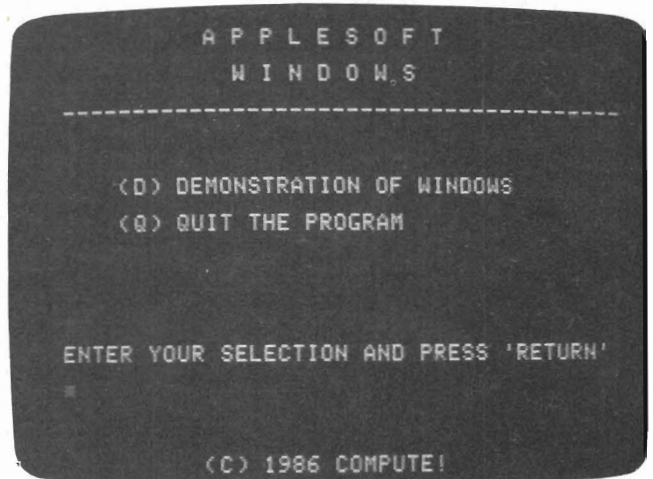 A P P L E S O F T
W I N D O W S
---------------------------------------
(D) DEMONSTRATION OF WINDOWS
(Q) QUIT THE PROGRAM
ENTER YOUR SELECTION AND PRESS 'RETURN'
(C) 1986 COMPUTE!